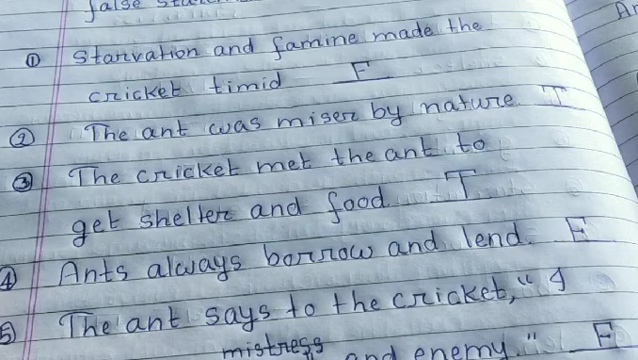 false
① Starvation and famine made the
cricket timid F
② The ant was miser by nature T
③ The cricket met the ant to
get shelter and food T
④ Ants always borrow and lend. F
⑤ The ant says to the cricket, "I
mistress and enemy." F